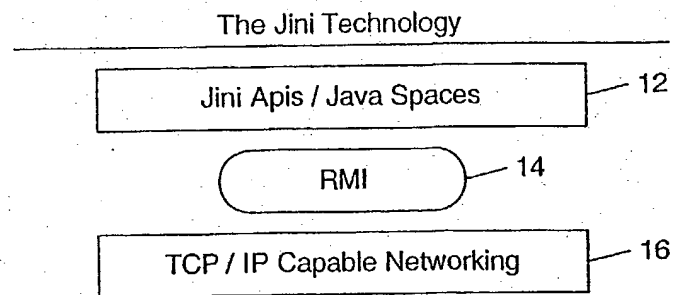 The Jini Technology
Jini Apis / Java Spaces
12
RMI
14
TCP / IP Capable Networking
16